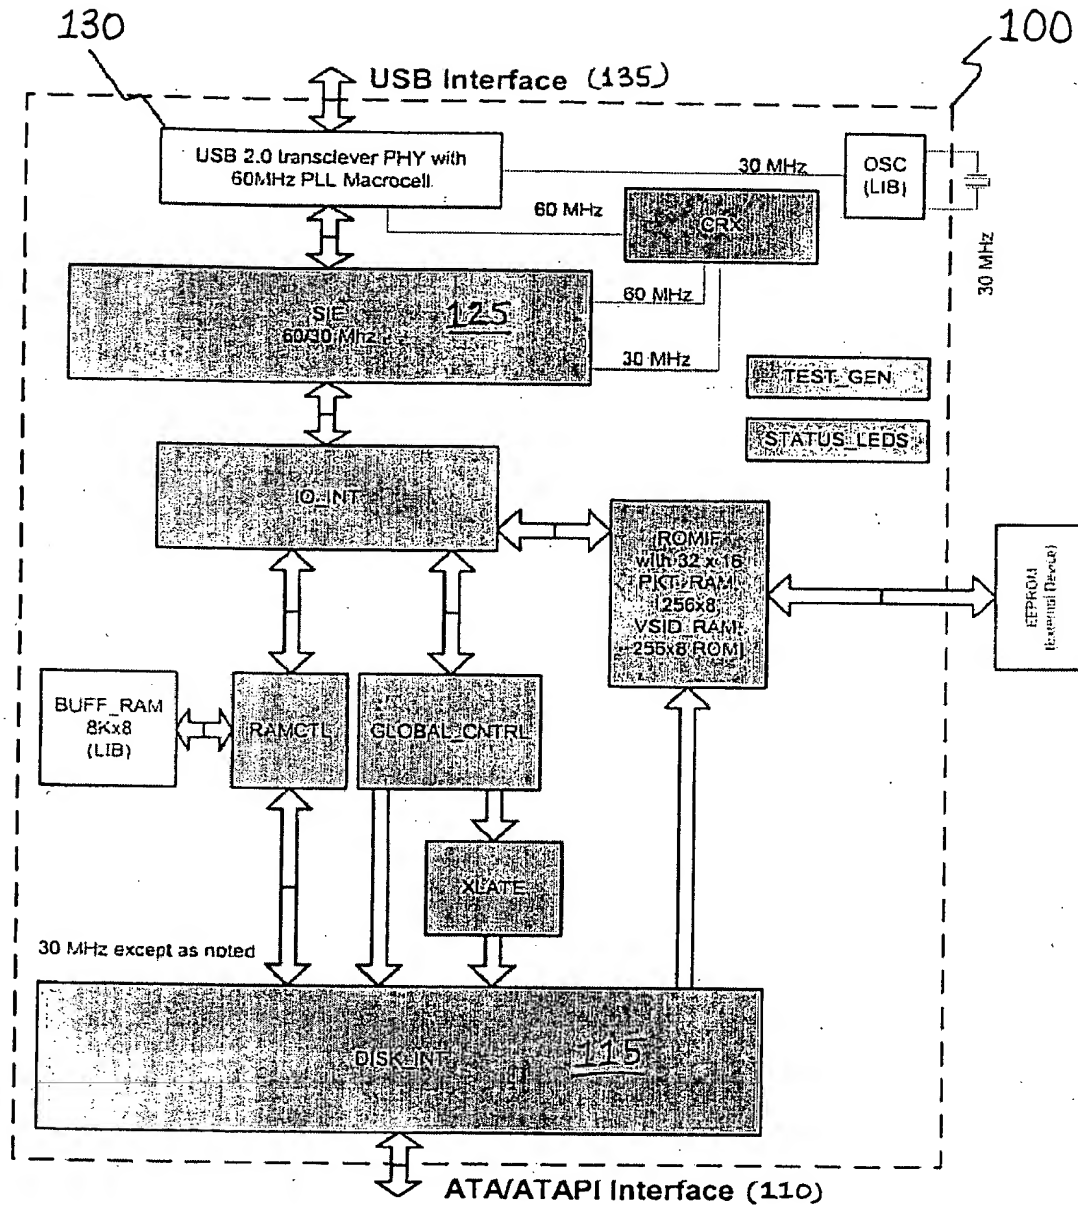 130
100
USB Interface (135)
USB 2.0 transciever PHY with
60MHz PLL Macrocell
30 MHz
OSC
(LIB)
60 MHz
CRX
30 MHz
60 MHz
SIE
60/30 Mhz
125
30 MHz
TEST_GEN
STATUS_LEDS
IO_INT
ROMIF
with 32 x 16
PKT_RAM
(256x8
VSID_RAM
256x8 ROM)
EEPROM
(External Device)
BUFF_RAM
8Kx8
(LIB)
RAMCTL
GLOBAL_CNTRL
XLATE
30 MHz except as noted
DISK_INT
115
ATA/ATAPI Interface (110)